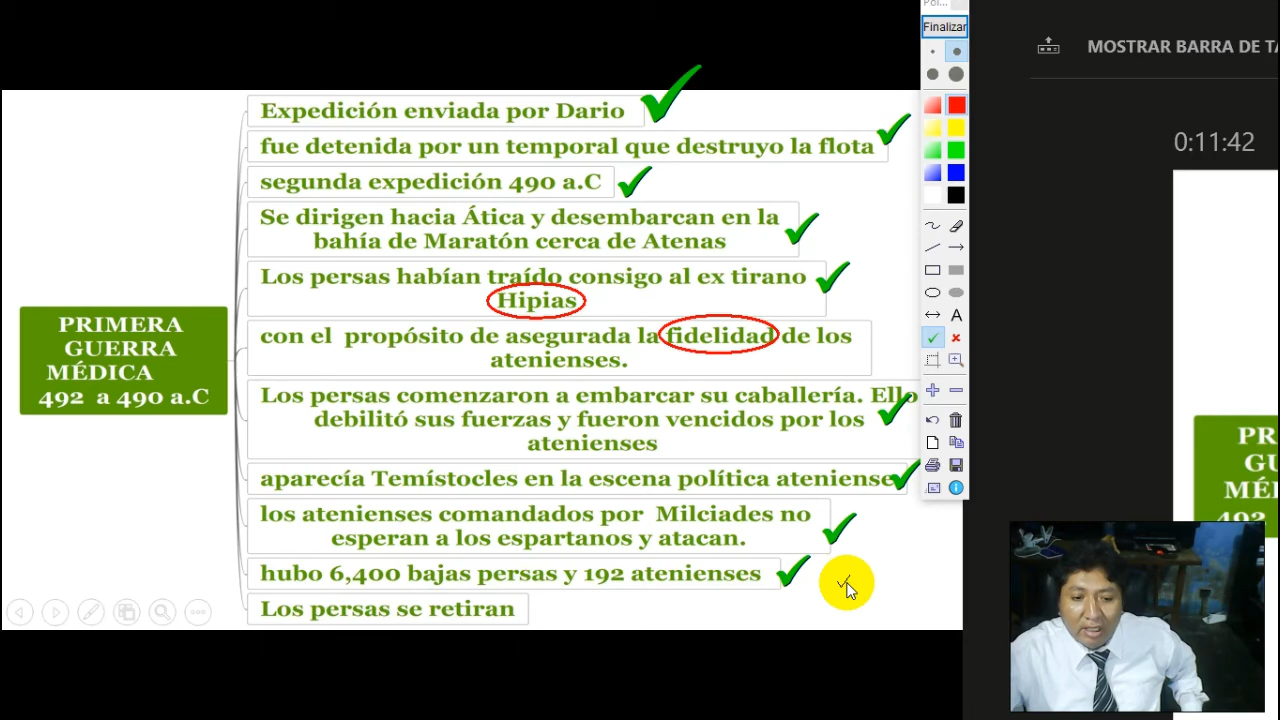 Finalizar
MOSTRAR BARRA DE TA
0:11:42
Expedición enviada por Dario
fue detenida por un temporal que destruyo la flota
segunda expedición 490 a.C
Se dirigen hacia Ática y desembarcan en la
bahía de Maratón cerca de Atenas
Los persas habían traído consigo al ex tirano
Hipias
con el propósito de asegurada la fidelidad de los
atenienses.
Los persas comenzaron a embarcar su caballería. Ello
debilitó sus fuerzas y fueron vencidos por los
atenienses
aparecía Temístocles en la escena política ateniense
los atenienses comandados por Milciades no
esperan a los espartanos y atacan.
hubo 6,400 bajas persas y 192 atenienses
Los persas se retiran
PRIMERA
GUERRA
MÉDICA
492 a 490 a.C
A
PR
GU
MÉI
492